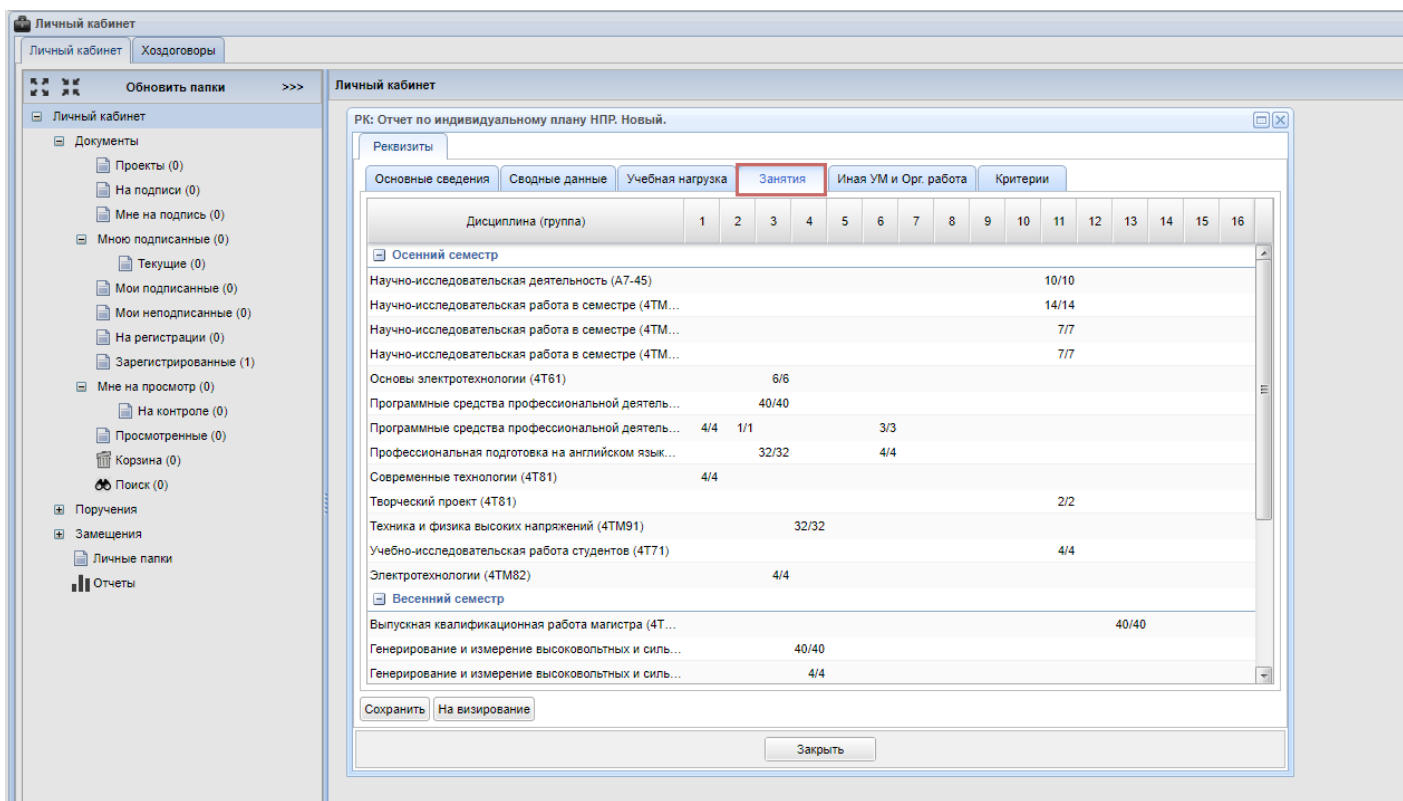 Личный кабинет
Личный кабинет Хоздоговоры
Обновить папки >>>
Личный кабинет
Документы
Проекты (0)
На подписи (0)
Мне на подпись (0)
Мною подписанные (0)
Текущие (0)
Мои подписанные (0)
Мои неподписанные (0)
На регистрации (0)
Зарегистрированные (1)
Мне на просмотр (0)
На контроле (0)
Просмотренные (0)
Корзина (0)
Поиск (0)
Поручения
Замещения
Личные папки
Отчеты
Личный кабинет
РК: Отчет по индивидуальному плану НПР. Новый.
Реквизиты
Основные сведения Сводные данные Учебная нагрузка Занятия Иная УМ и Орг. работа Критерии
Дисциплина (группа) 1 2 3 4 5 6 7 8 9 10 11 12 13 14 15 16
Осенний семестр
Научно-исследовательская деятельность (А7-45) 10/10
Научно-исследовательская работа в семестре (4ТМ... 14/14
Научно-исследовательская работа в семестре (4ТМ... 7/7
Научно-исследовательская работа в семестре (4ТМ... 7/7
Основы электротехнологии (4Т61) 6/6
Программные средства профессиональной деятель... 40/40
Программные средства профессиональной деятель... 4/4 1/1 3/3
Профессиональная подготовка на английском язык... 32/32 4/4
Современные технологии (4Т81) 4/4
Творческий проект (4Т81) 2/2
Техника и физика высоких напряжений (4ТМ91) 32/32
Учебно-исследовательская работа студентов (4Т71) 4/4
Электротехнологии (4ТМ82) 4/4
Весенний семестр
Выпускная квалификационная работа магистра (4Т... 40/40
Генерирование и измерение высоковольтных и силь... 40/40
Генерирование и измерение высоковольтных и силь... 4/4
Сохранить На визирование
Закрыть